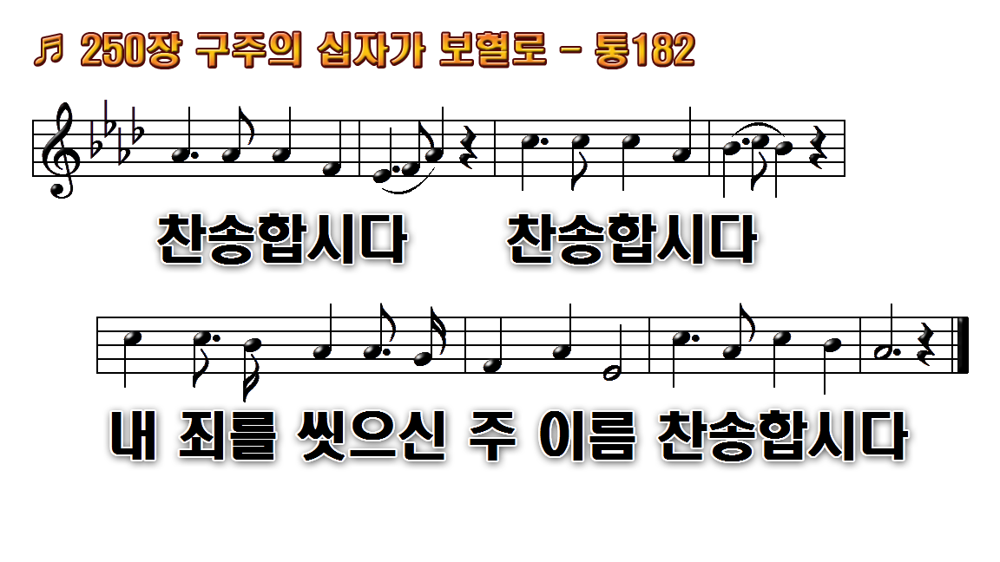 ♬ 250장 구주의 십자가 보혈로 - 통182
찬송합시다 찬송합시다
내 죄를 씻으신 주 이름 찬송합시다